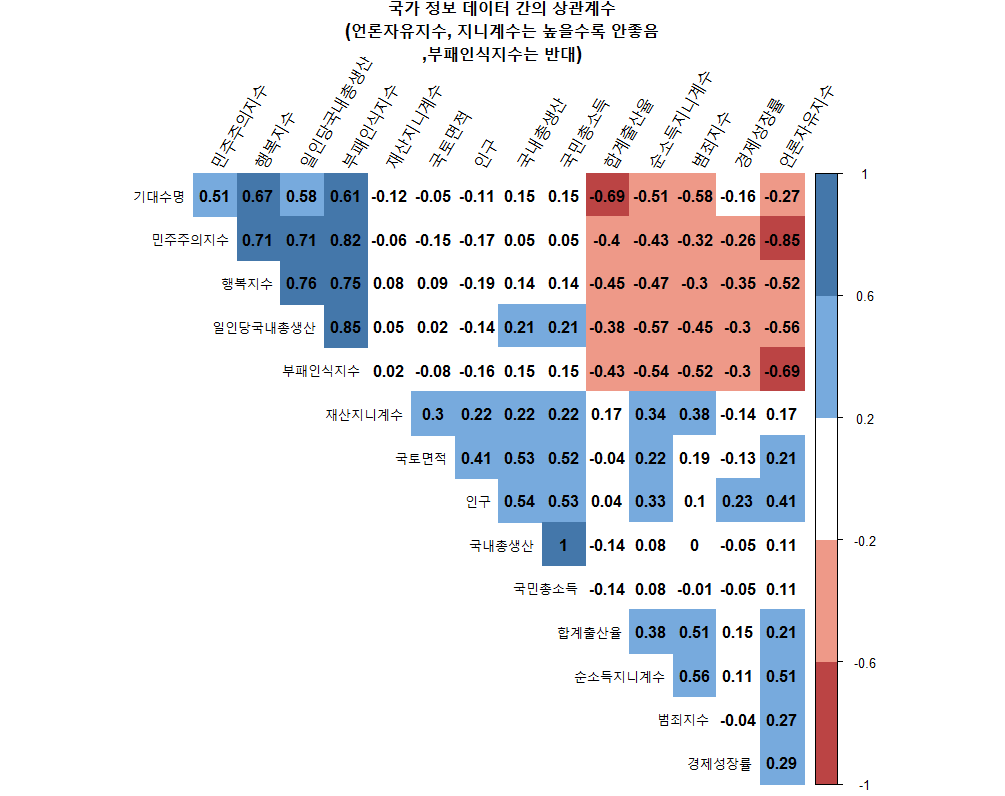 국가 정보 데이터 간의 상관계수
(언론자유지수, 지니계수는 높을수록 안좋음
,부패인식지수는 반대)
민주주의지수 행복지수 일인당국내총생산 부패인식지수 재산지니계수 국토면적 인구 국내총생산 국민총소득 합계출산율 순소득지니계수 범죄지수 경제성장률 언론자유지수
기대수명 0.51 0.67 0.58 0.61 -0.12 -0.05 -0.11 0.15 0.15 -0.69 -0.51 -0.58 -0.16 -0.27
민주주의지수 0.71 0.71 0.82 -0.06 -0.15 -0.17 0.05 0.05 -0.4 -0.43 -0.32 -0.26 -0.85
행복지수 0.76 0.75 0.08 0.09 -0.19 0.14 0.14 -0.45 -0.47 -0.3 -0.35 -0.52
일인당국내총생산 0.85 0.05 0.02 -0.14 0.21 0.21 -0.38 -0.57 -0.45 -0.3 -0.56
부패인식지수 0.02 -0.08 -0.16 0.15 0.15 -0.43 -0.54 -0.52 -0.3 -0.69
재산지니계수 0.3 0.22 0.22 0.22 0.17 0.34 0.38 -0.14 0.17
국토면적 0.41 0.53 0.52 -0.04 0.22 0.19 -0.13 0.21
인구 0.54 0.53 0.04 0.33 0.1 0.23 0.41
국내총생산 1 -0.14 0.08 0 -0.05 0.11
국민총소득 -0.14 0.08 -0.01 -0.05 0.11
합계출산율 0.38 0.51 0.15 0.21
순소득지니계수 0.56 0.11 0.51
범죄지수 -0.04 0.27
경제성장률 0.29
1
0.6
0.2
-0.2
-0.6
-1